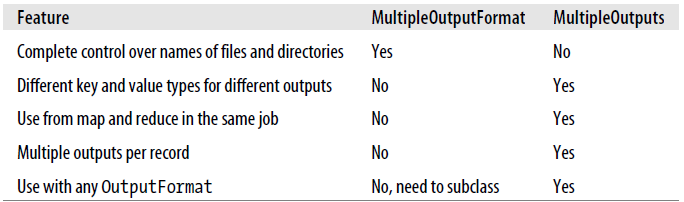 Feature MultipleOutputFormat MultipleOutputs
Complete control over names of files and directories Yes No
Different key and value types for different outputs No Yes
Use from map and reduce in the same job No Yes
Multiple outputs per record No Yes
Use with any OutputFormat No, need to subclass Yes